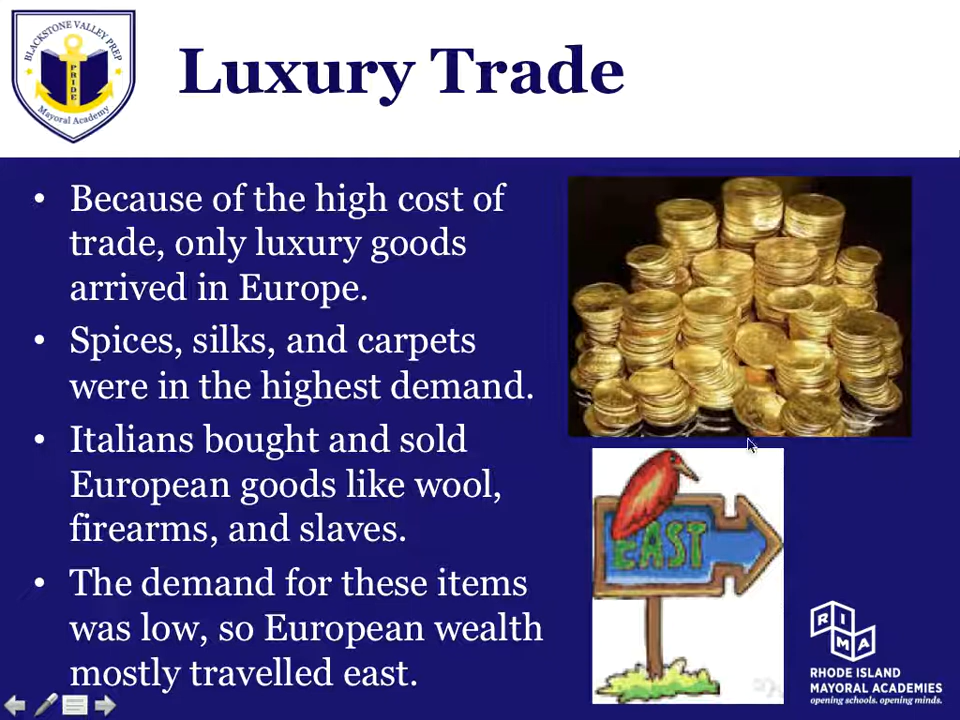 BLACKSTONE VALLEY PREP
PRIDE
Mayoral Academy
Luxury Trade
• Because of the high cost of
trade, only luxury goods
arrived in Europe.
• Spices, silks, and carpets
were in the highest demand.
• Italians bought and sold
European goods like wool,
firearms, and slaves.
• The demand for these items
was low, so European wealth
mostly travelled east.
EAST
RIMA
RHODE ISLAND
MAYORAL ACADEMIES
opening schools. opening minds.